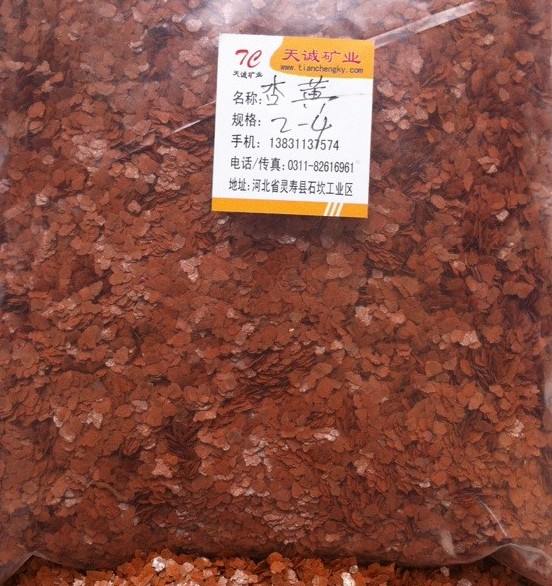 TC 天诚矿业
天诚矿业 www.tianchengky.com
名称:杏黄
规格:2-4
手机:13831137574
电话/传真:0311-82616961
地址:河北省灵寿县石坎工业区